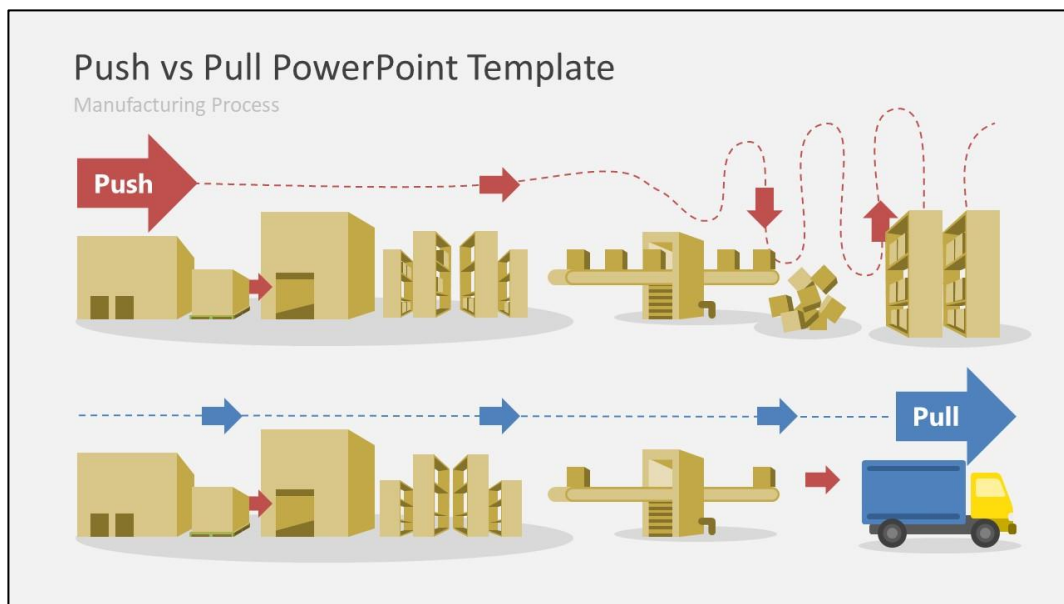 Push vs Pull PowerPoint Template
Manufacturing Process
Push
Pull